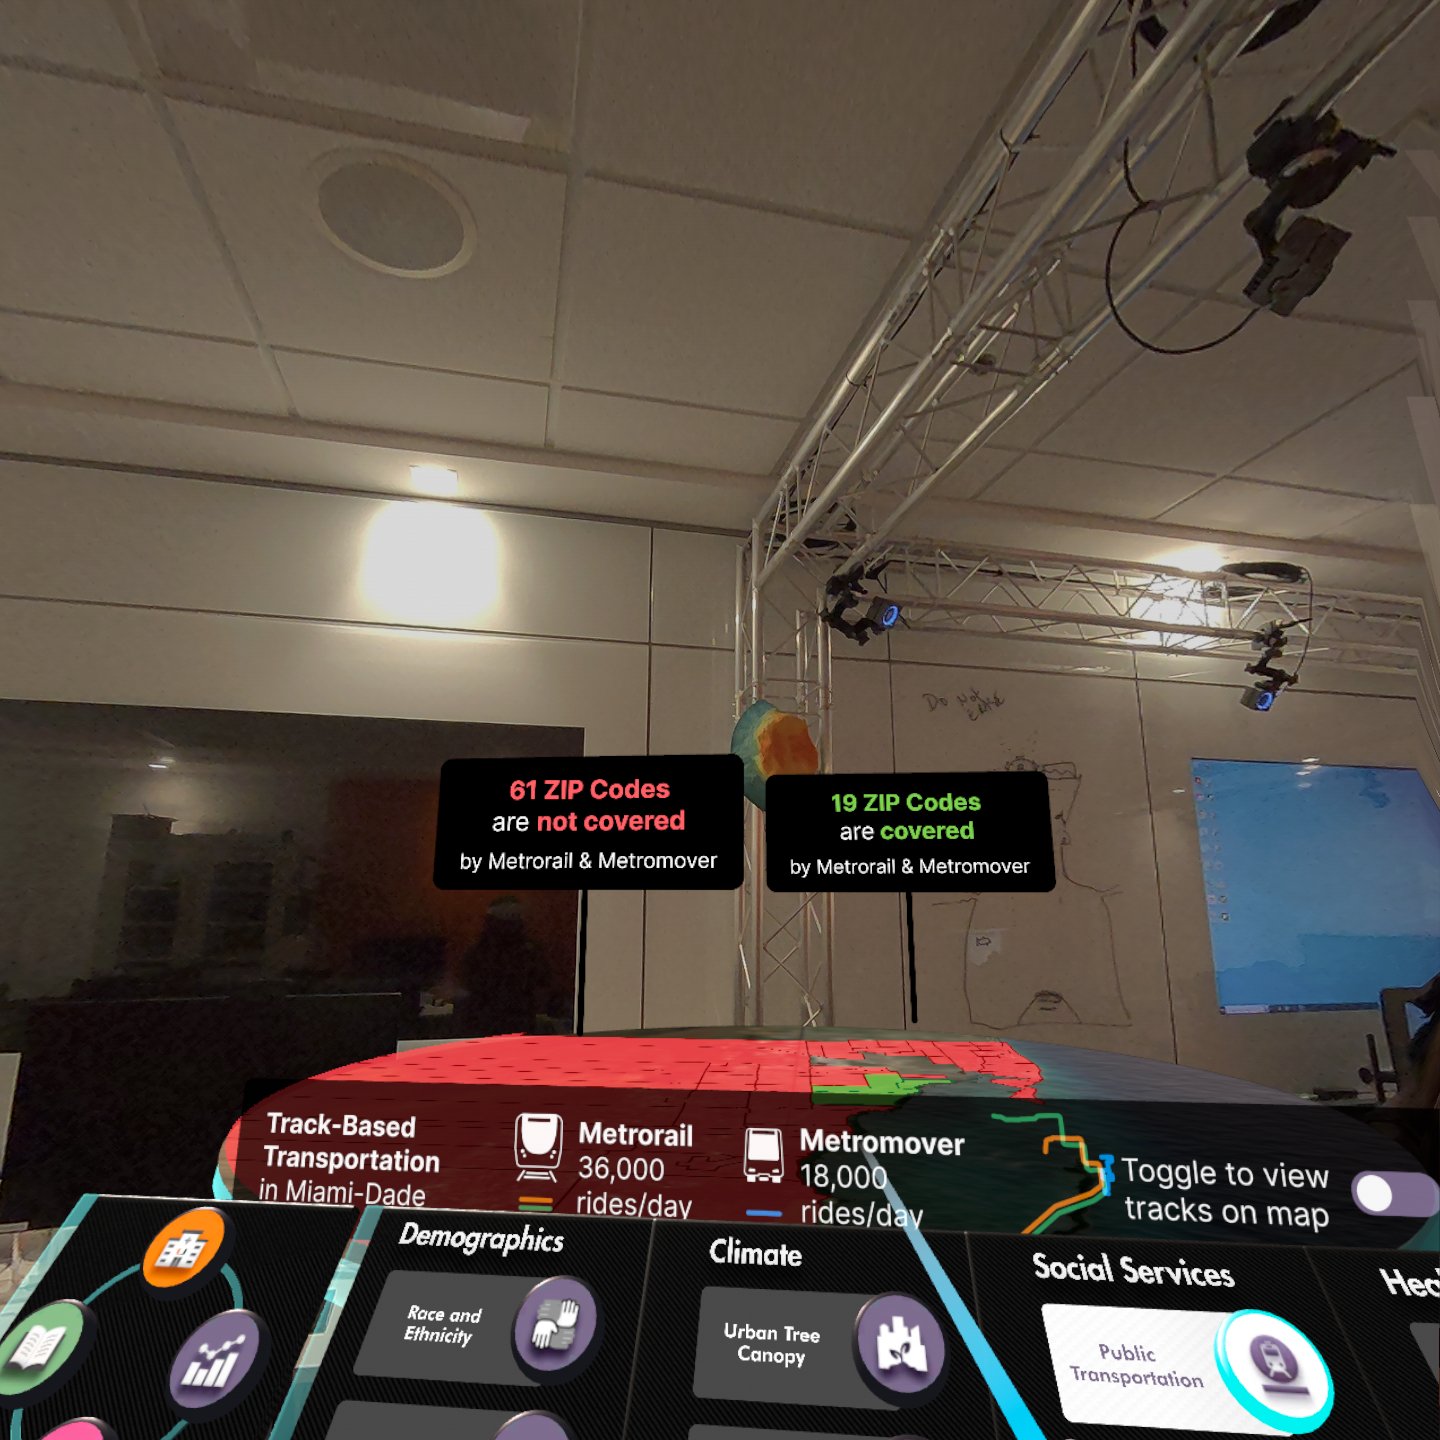 Do Not
61 ZIP Codes
are not covered
by Metrorail & Metromover
19 ZIP Codes
are covered
by Metrorail & Metromover
Track-Based
Transportation
in Miami-Dade
Metrorail
36,000
rides/day
Metromover
18,000
rides/day
Toggle to view
tracks on map
Demographics
Race and
Ethnicity
Climate
Urban Tree
Canopy
Social Services
Public
Transportation